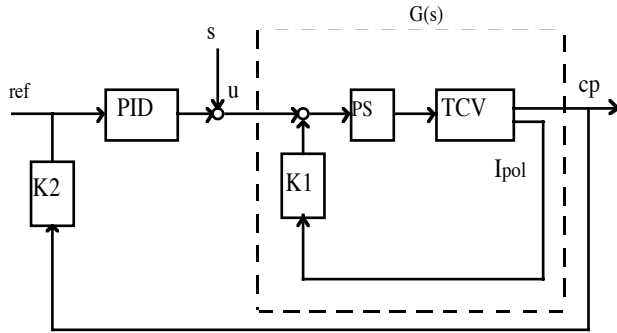 G(s)
s
ref
PID
u
PS
TCV
cp
K2
K1
Ipol